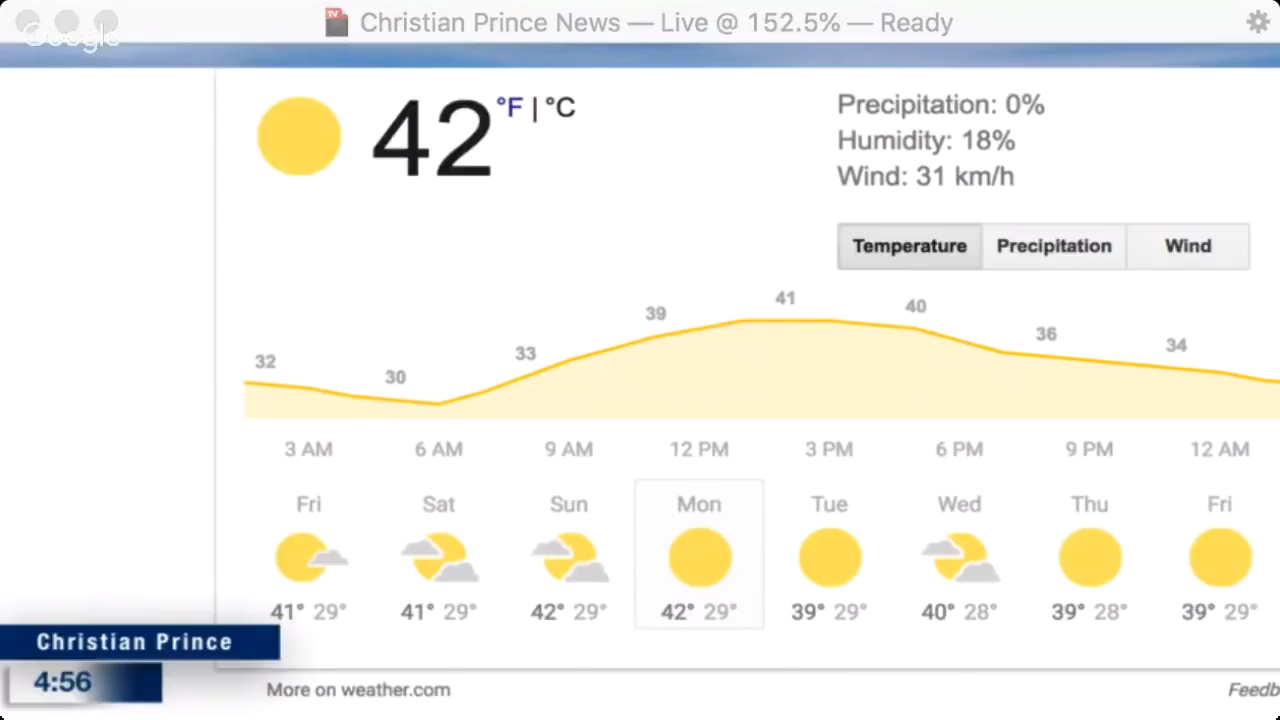 Christian Prince News — Live @ 152.5% — Ready
Google
42 °F | °C
Precipitation: 0%
Humidity: 18%
Wind: 31 km/h
Temperature Precipitation Wind
32 30 33 39 41 40 36 34
3 AM 6 AM 9 AM 12 PM 3 PM 6 PM 9 PM 12 AM
Fri Sat Sun Mon Tue Wed Thu Fri
41° 29° 41° 29° 42° 29° 42° 29° 39° 29° 40° 28° 39° 28° 39° 29°
Christian Prince
4:56
More on weather.com
Feedb